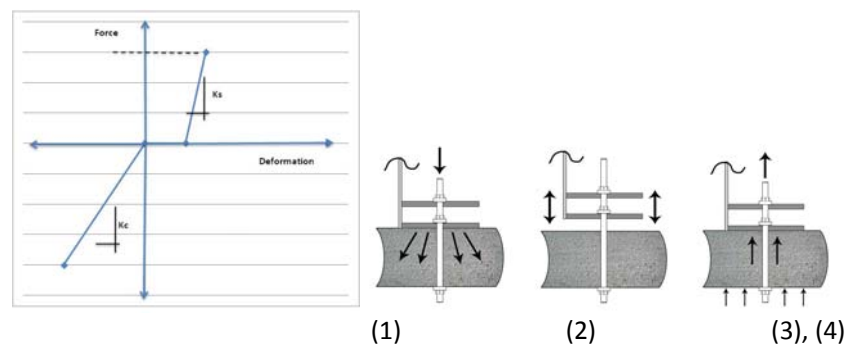 Force
Ks
Deformation
Kc
(1) (2) (3), (4)